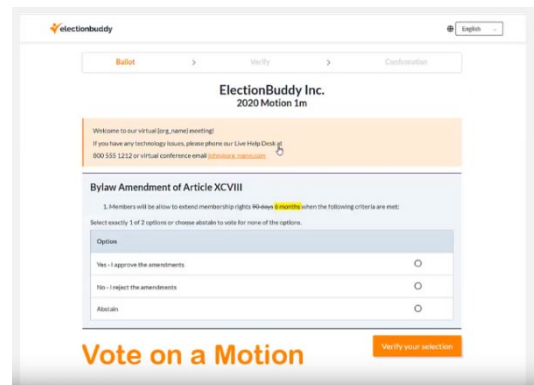 electionbuddy
English
Ballot > Verify > Confirmation
ElectionBuddy Inc.
2020 Motion 1m
Welcome to our virtual [org_name] meeting!
If you have any technology issues, please phone our Live Help Desk at
800 555 1212 or virtual conference email
Bylaw Amendment of Article XCVIII
1. Members will be allow to extend membership rights 90 days 6 months when the following criteria are met:
Select exactly 1 of 2 options or choose abstain to vote for none of the options.
Option
Yes - I approve the amendments
No - I reject the amendments
Abstain
Vote on a Motion
Verify your selection